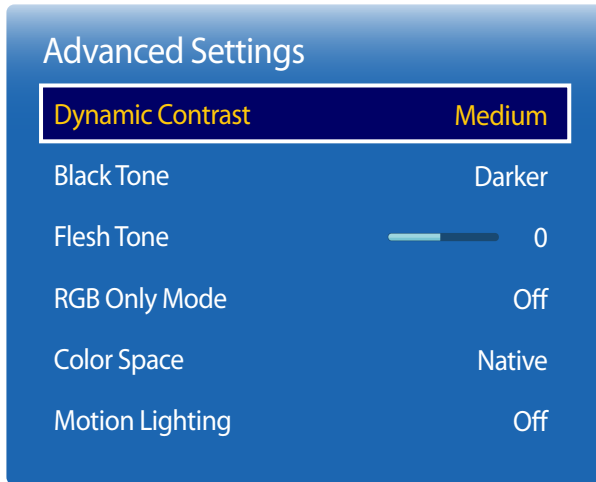 Advanced Settings
Dynamic Contrast Medium
Black Tone Darker
Flesh Tone 0
RGB Only Mode Off
Color Space Native
Motion Lighting Off